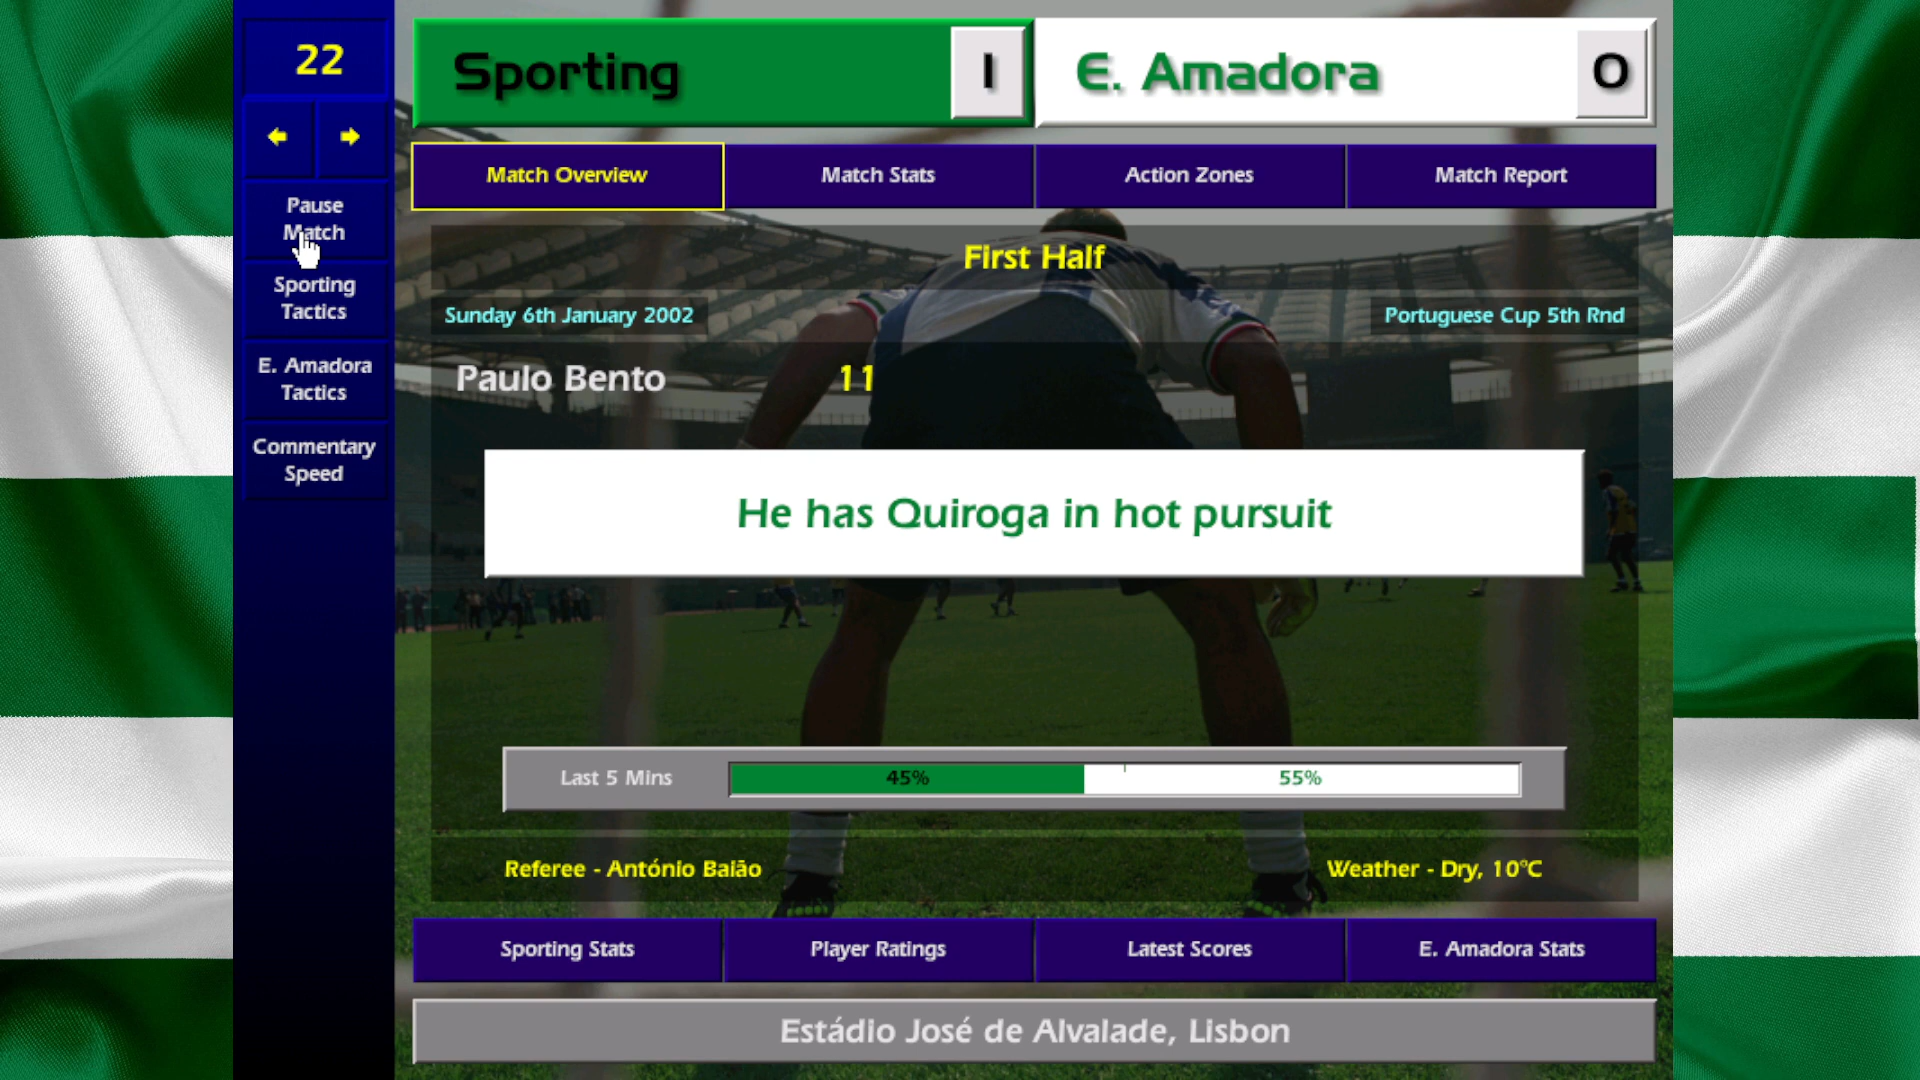 22
Sporting 1
E. Amadora 0
Match Overview
Match Stats
Action Zones
Match Report
Pause
Match
Sporting
Tactics
E. Amadora
Tactics
Commentary
Speed
First Half
Sunday 6th January 2002
Portuguese Cup 5th Rnd
Paulo Bento 11
He has Quiroga in hot pursuit
Last 5 Mins 45% 55%
Referee - António Baião
Weather - Dry, 10°C
Sporting Stats
Player Ratings
Latest Scores
E. Amadora Stats
Estádio José de Alvalade, Lisbon